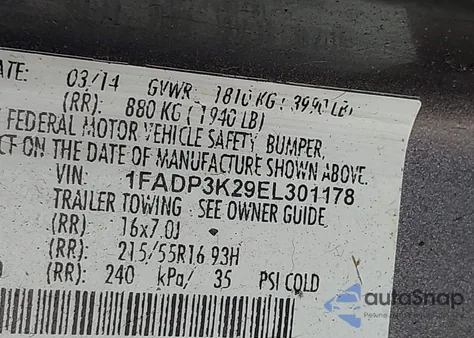 ATE: 03/14 GVWR: 1810 KG ( 3990 LB)
(RR): 880 KG (1940 LB)
FEDERAL MOTOR VEHICLE SAFETY, BUMPER,
CT ON THE DATE OF MANUFACTURE SHOWN ABOVE.
VIN: 1FADP3K29EL301178
TRAILER TOWING : SEE OWNER GUIDE
(RR): 16x7.0J
(RR): 215/55R16 93H
(RR): 240 kPa/ 35 PSI COLD
autoSnap